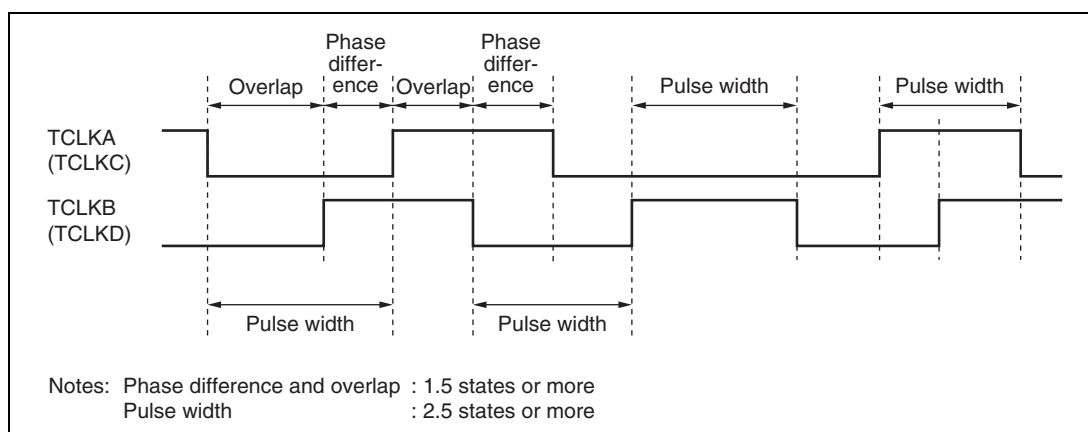 Phase
differ-
ence
Phase
differ-
ence
Overlap
Overlap
Pulse width
Pulse width
TCLKA
(TCLKC)
TCLKB
(TCLKD)
Pulse width
Pulse width
Notes: Phase difference and overlap : 1.5 states or more
Pulse width : 2.5 states or more